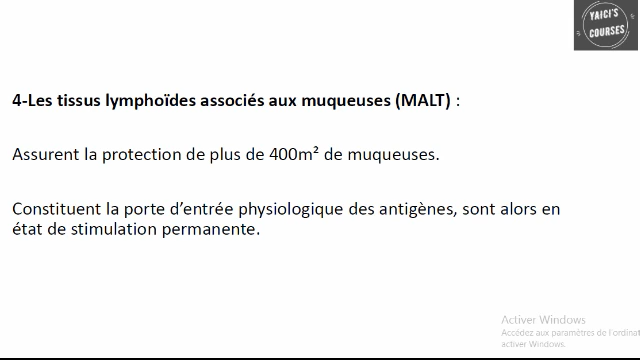 YAICI'S
COURSES
4-Les tissus lymphoïdes associés aux muqueuses (MALT) :
Assurent la protection de plus de 400m² de muqueuses.
Constituent la porte d'entrée physiologique des antigènes, sont alors en
état de stimulation permanente.
Activer Windows
Accédez aux paramètres de l'ordinat
activer Windows.